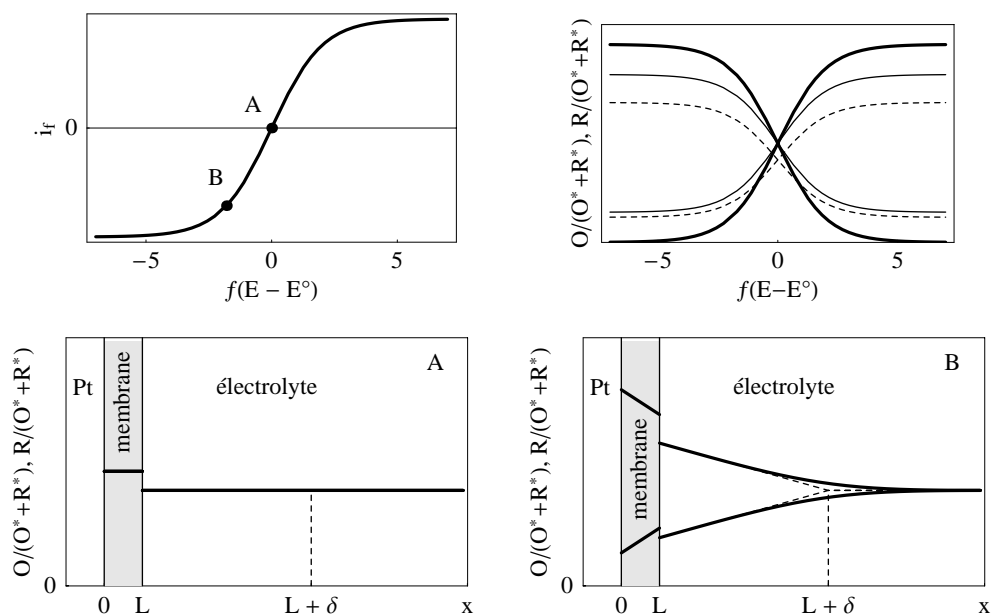 A
B
i_f
0
−5
0
5
f(E − E°)
O/(O*+R*), R/(O*+R*)
−5
0
5
f(E−E°)
O/(O*+R*), R/(O*+R*)
Pt
membrane
électrolyte
A
0
0
L
L + δ
x
O/(O*+R*), R/(O*+R*)
Pt
membrane
électrolyte
B
0
0
L
L + δ
x